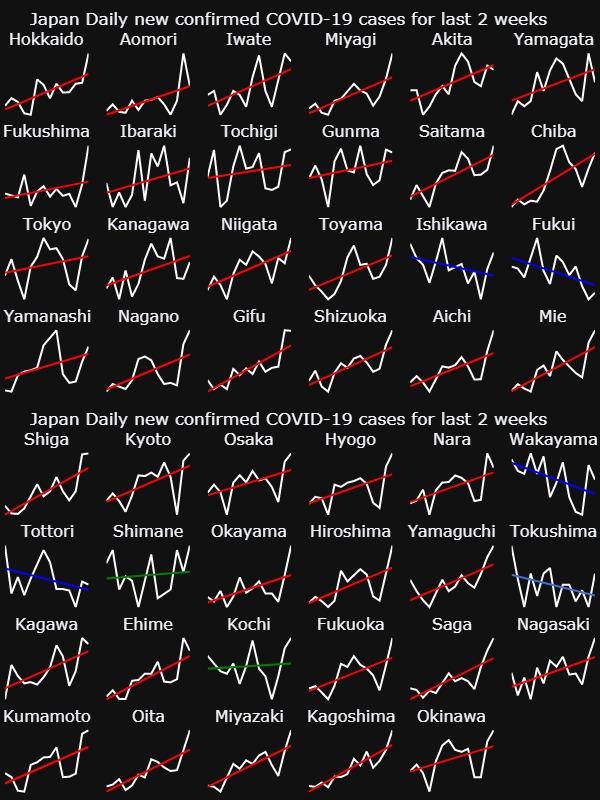 Japan Daily new confirmed COVID-19 cases for last 2 weeks
Hokkaido Aomori Iwate Miyagi Akita Yamagata
Fukushima Ibaraki Tochigi Gunma Saitama Chiba
Tokyo Kanagawa Niigata Toyama Ishikawa Fukui
Yamanashi Nagano Gifu Shizuoka Aichi Mie
Japan Daily new confirmed COVID-19 cases for last 2 weeks
Shiga Kyoto Osaka Hyogo Nara Wakayama
Tottori Shimane Okayama Hiroshima Yamaguchi Tokushima
Kagawa Ehime Kochi Fukuoka Saga Nagasaki
Kumamoto Oita Miyazaki Kagoshima Okinawa